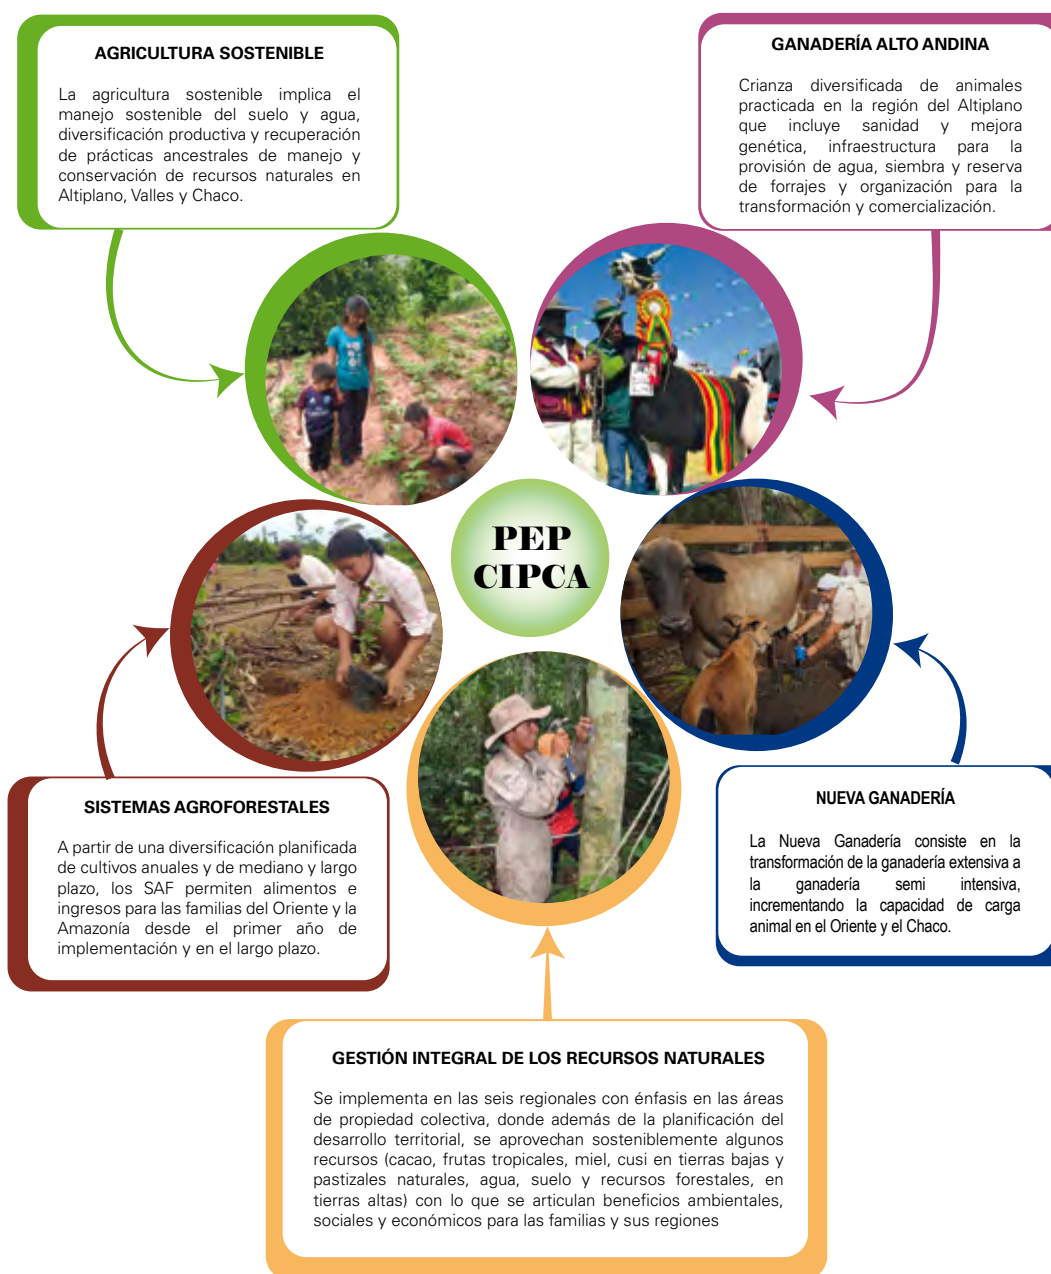 AGRICULTURA SOSTENIBLE
La agricultura sostenible implica el
manejo sostenible del suelo y agua,
diversificación productiva y recuperación
de prácticas ancestrales de manejo y
conservación de recursos naturales en
Altiplano, Valles y Chaco.
GANADERÍA ALTO ANDINA
Crianza diversificada de animales
practicada en la región del Altiplano
que incluye sanidad y mejora
genética, infraestructura para la
provisión de agua, siembra y reserva
de forrajes y organización para la
transformación y comercialización.
PEP
CIPCA
SISTEMAS AGROFORESTALES
A partir de una diversificación planificada
de cultivos anuales y de mediano y largo
plazo, los SAF permiten alimentos e
ingresos para las familias del Oriente y la
Amazonía desde el primer año de
implementación y en el largo plazo.
NUEVA GANADERÍA
La Nueva Ganadería consiste en la
transformación de la ganadería extensiva a
la ganadería semi intensiva,
incrementando la capacidad de carga
animal en el Oriente y el Chaco.
GESTIÓN INTEGRAL DE LOS RECURSOS NATURALES
Se implementa en las seis regionales con énfasis en las áreas
de propiedad colectiva, donde además de la planificación del
desarrollo territorial, se aprovechan sosteniblemente algunos
recursos (cacao, frutas tropicales, miel, cusi en tierras bajas y
pastizales naturales, agua, suelo y recursos forestales, en
tierras altas) con lo que se articulan beneficios ambientales,
sociales y económicos para las familias y sus regiones